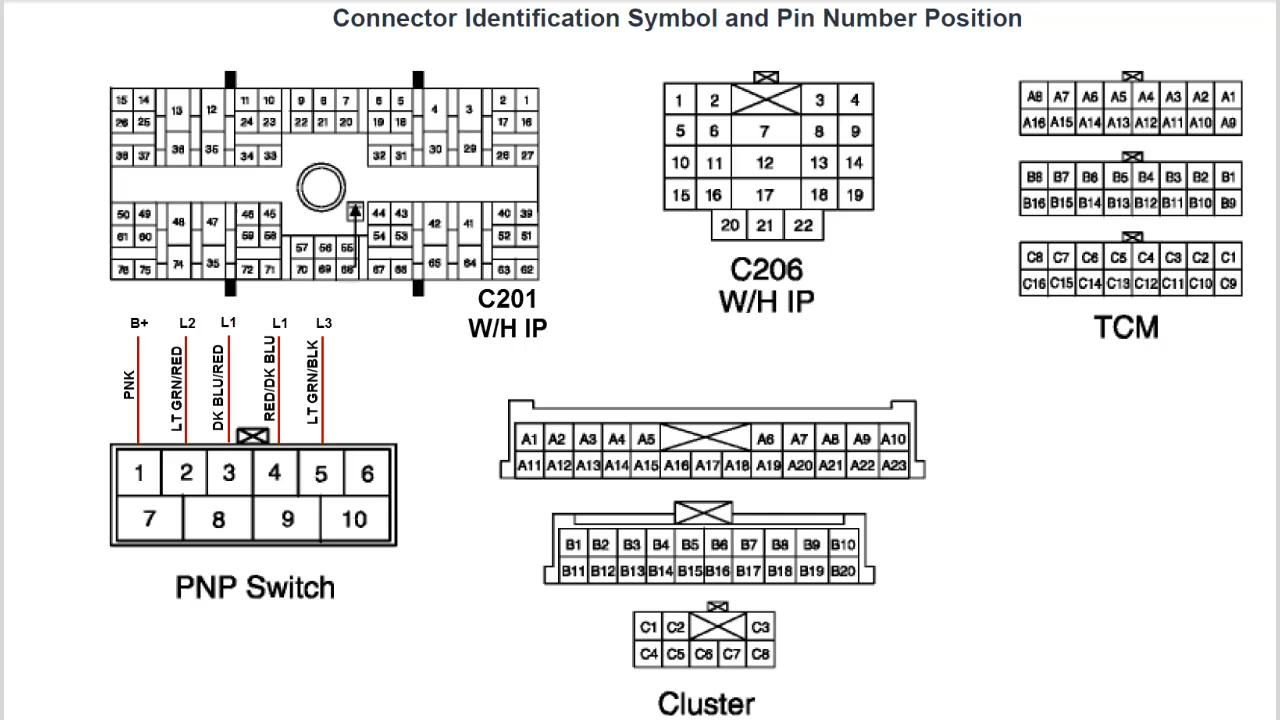 Connector Identification Symbol and Pin Number Position
15 14 13 12 11 10 9 8 7 6 5 4 3 2 1
26 25 24 23 22 21 20 19 18 17 16
38 37 36 35 34 33 32 31 30 29 28 27
50 49 48 47 46 45 44 43 42 41 40 39
61 60 59 58 57 56 55 54 53 52 51
76 75 74 35 72 71 70 69 68 67 66 65 64 63 62
C201
W/H IP
1 2 3 4
5 6 7 8 9
10 11 12 13 14
15 16 17 18 19
20 21 22
C206
W/H IP
A8 A7 A6 A5 A4 A3 A2 A1
A16 A15 A14 A13 A12 A11 A10 A9
B8 B7 B6 B5 B4 B3 B2 B1
B16 B15 B14 B13 B12 B11 B10 B9
C8 C7 C6 C5 C4 C3 C2 C1
C16 C15 C14 C13 C12 C11 C10 C9
TCM
B+ L2 L1 L1 L3
PNK
LT GRN/RED
DK BLU/RED
RED/DK BLU
LT GRN/BLK
1 2 3 4 5 6
7 8 9 10
PNP Switch
A1 A2 A3 A4 A5 A6 A7 A8 A9 A10
A11 A12 A13 A14 A15 A16 A17 A18 A19 A20 A21 A22 A23
B1 B2 B3 B4 B5 B6 B7 B8 B9 B10
B11 B12 B13 B14 B15 B16 B17 B18 B19 B20
C1 C2 C3
C4 C5 C6 C7 C8
Cluster